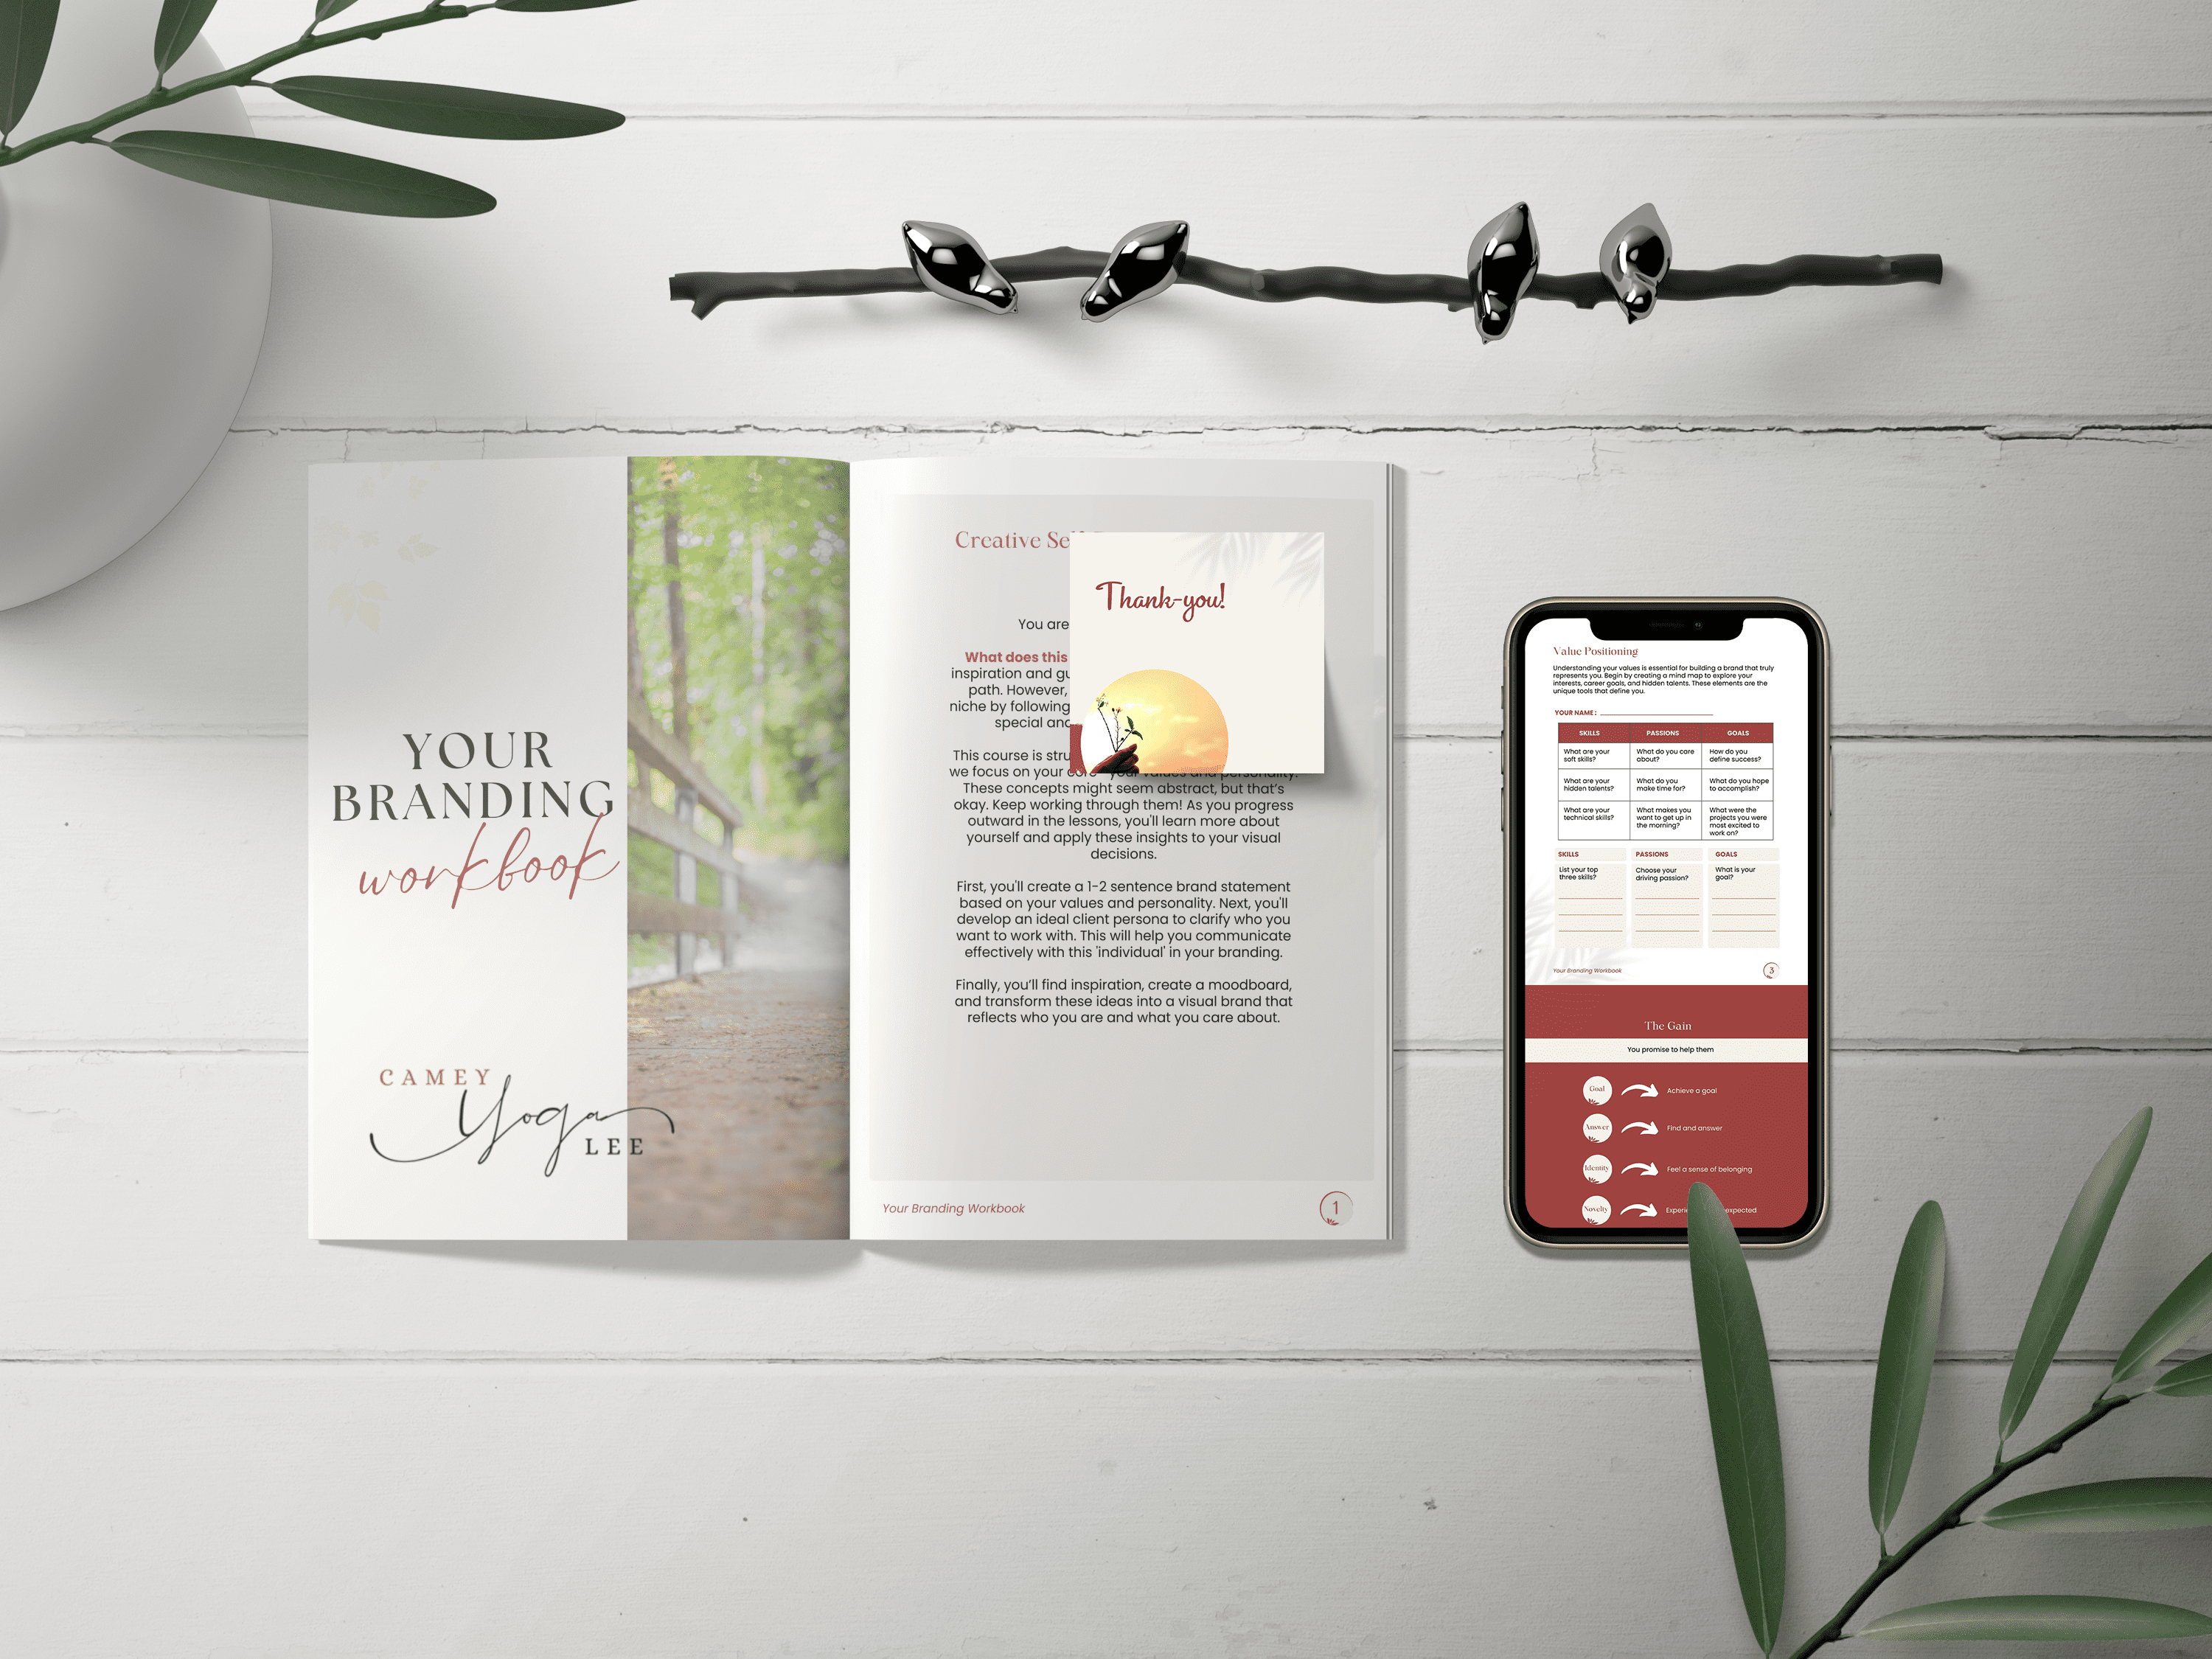 YOUR
BRANDING
workbook
CAMEY
Yoga
LEE
Creative Se
You are
What does this
inspiration and
path. However,
niche by following
special and
This course is
we focus on your core - your values and personality.
These concepts might seem abstract, but that's
okay. Keep working through them! As you progress
outward in the lessons, you'll learn more about
yourself and apply these insights to your visual
decisions.
First, you'll create a 1-2 sentence brand statement
based on your values and personality. Next, you'll
develop an ideal client persona to clarify who you
want to work with. This will help you communicate
effectively with this 'individual' in your branding.
Finally, you'll find inspiration, create a moodboard,
and transform these ideas into a visual brand that
reflects who you are and what you care about.
Your Branding Workbook
1
Thank-you!
Value Positioning
Understanding your values is essential for building a brand that truly
represents you. Begin by creating a mind map to explore your
interests, career goals, and hidden talents. These elements are the
unique tools that define you.
YOUR NAME :
SKILLS PASSIONS GOALS
What are your soft skills? What do you care about? How do you define success?
What are your hidden talents? What do you make time for? What do you hope to accomplish?
What are your technical skills? What makes you want to get up in the morning? What were the projects you were most excited to work on?
SKILLS PASSIONS GOALS
List your top three skills? Choose your driving passion? What is your goal?
Your Branding Workbook
3
The Gain
You promise to help them
Goal Achieve a goal
Answer Find and answer
Identity Feel a sense of belonging
Novelty Experi expected